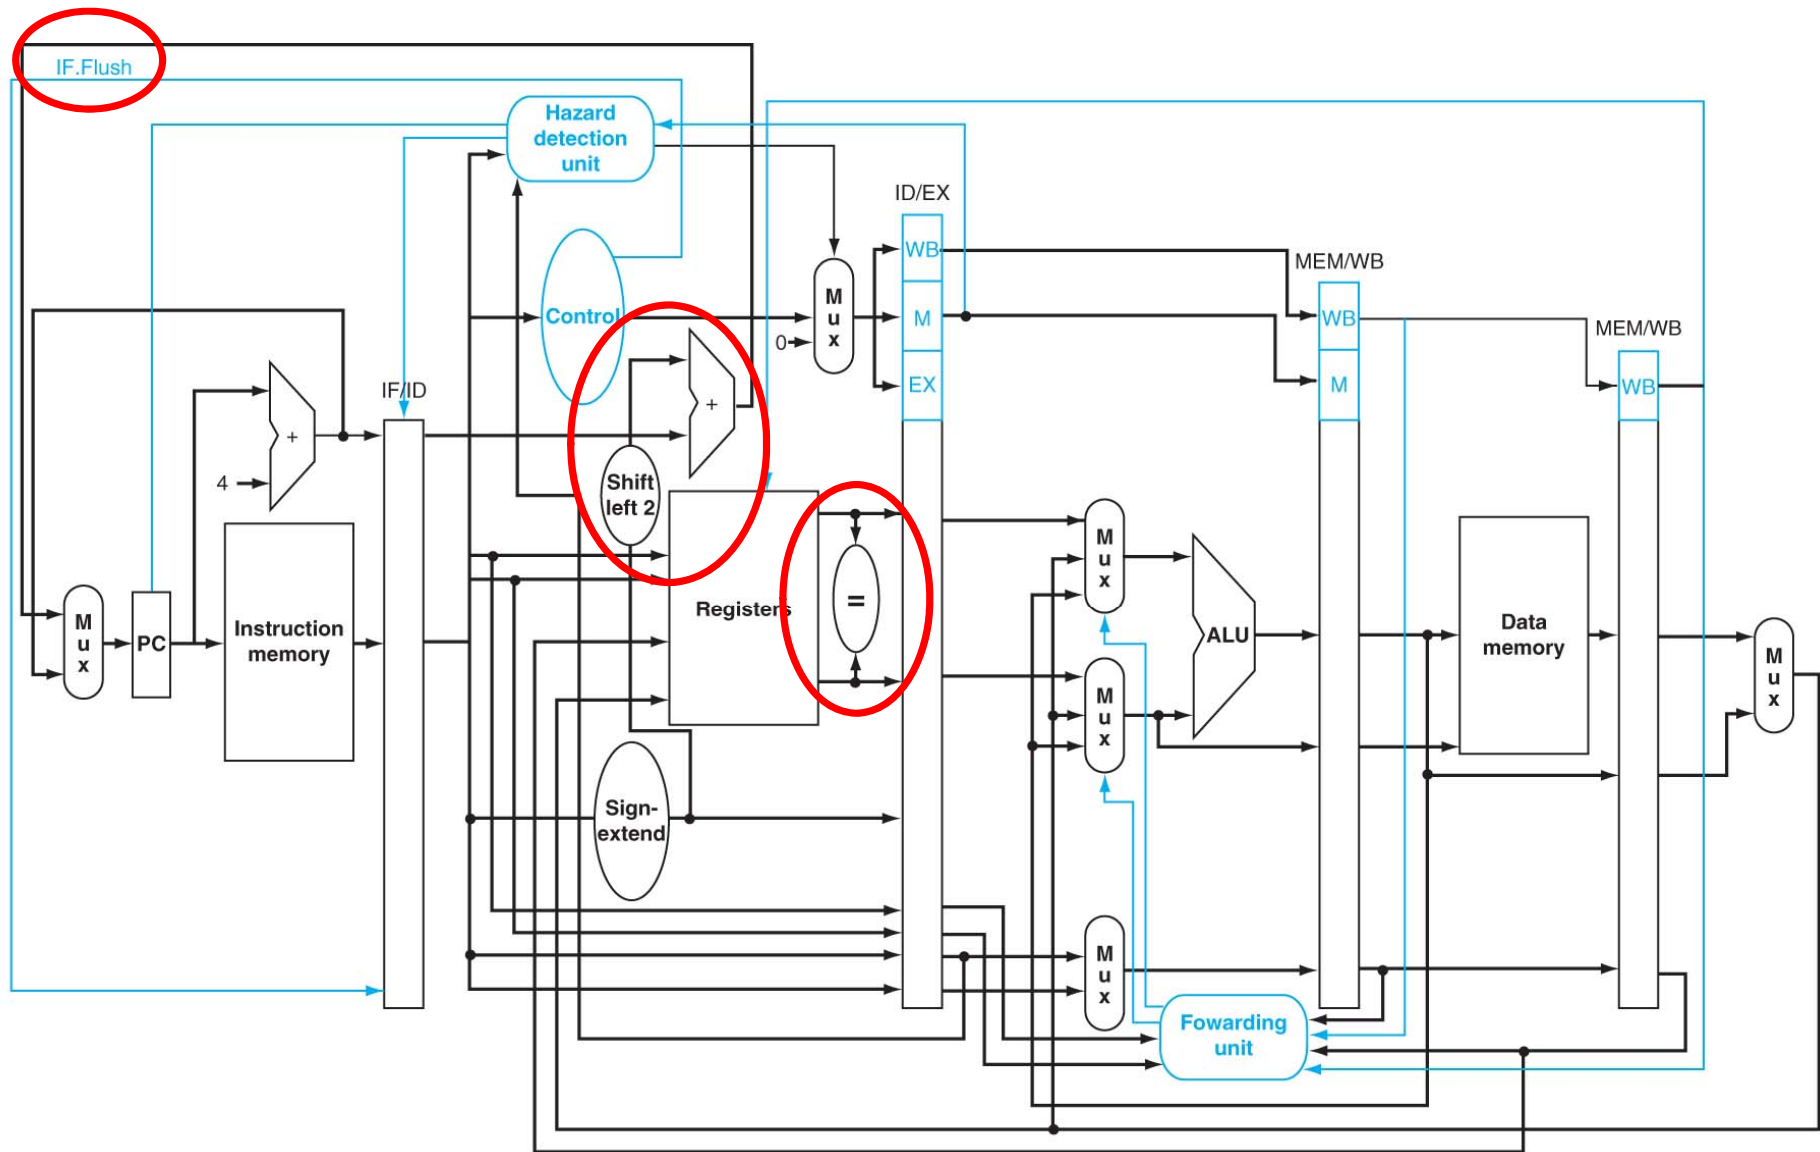 IF.Flush
Hazard
detection
unit
ID/EX
WB
MEM/WB
M
u
x
Control
M
WB
MEM/WB
0
IF/ID
EX
M
WB
+
+
4
Shift
left 2
M
u
x
M
u
x
PC
Instruction
memory
Registers
=
ALU
Data
memory
M
u
x
M
u
x
Sign-
extend
M
u
x
Fowarding
unit